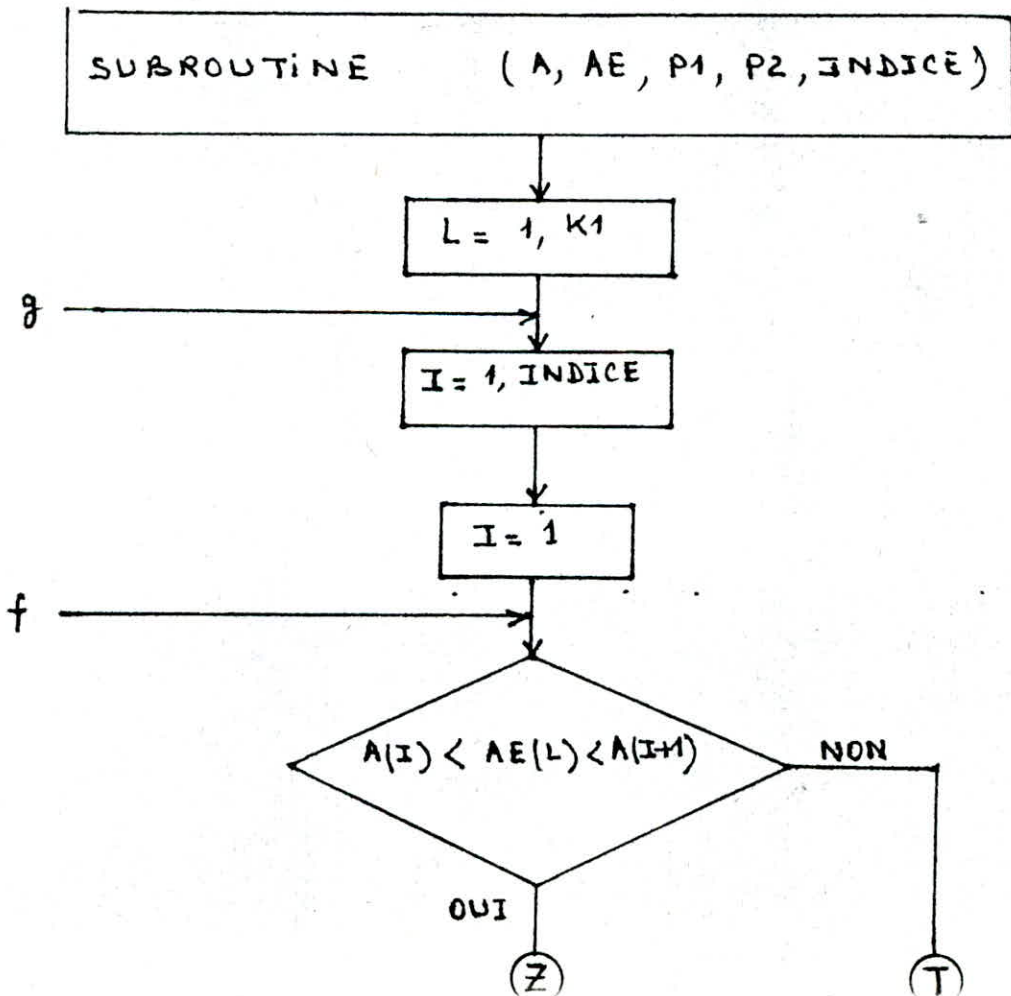 SUBROUTINE (A, AE, P1, P2, INDICE)
L = 1, K1
g
I = 1, INDICE
I = 1
f
A(I) < AE(L) < A(I+1)
NON
OUI
Z
T